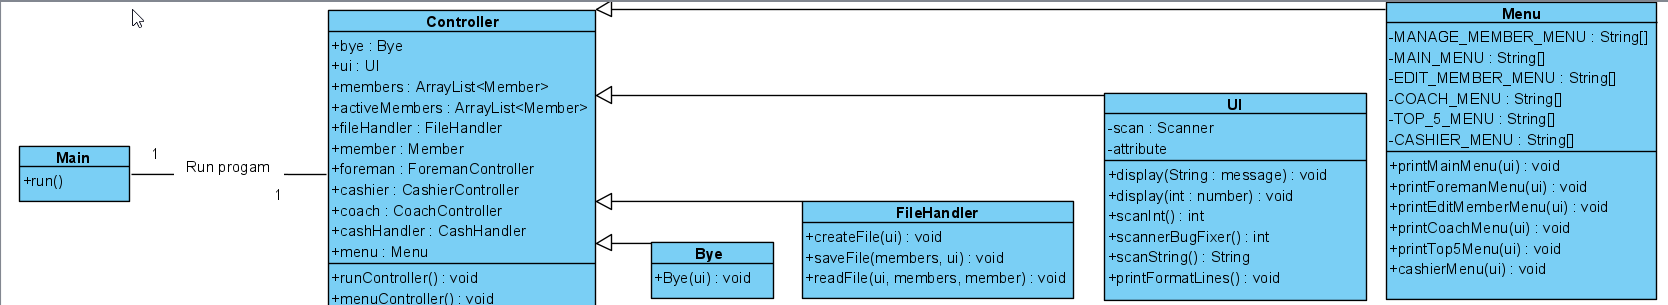 Main
+run()
1
Run progam
1
Controller
+bye : Bye
+ui : UI
+members : ArrayList<Member>
+activeMembers : ArrayList<Member>
+fileHandler : FileHandler
+member : Member
+foreman : ForemanController
+cashier : CashierController
+coach : CoachController
+cashHandler : CashHandler
+menu : Menu
+runController() : void
+menuController() : void
Bye
+Bye(ui) : void
FileHandler
+createFile(ui) : void
+saveFile(members, ui) : void
+readFile(ui, members, member) : void
UI
-scan : Scanner
-attribute
+display(String : message) : void
+display(int : number) : void
+scanInt() : int
+scannerBugFixer() : int
+scanString() : String
+printFormatLines() : void
Menu
-MANAGE_MEMBER_MENU : String[]
-MAIN_MENU : String[]
-EDIT_MEMBER_MENU : String[]
-COACH_MENU : String[]
-TOP_5_MENU : String[]
-CASHIER_MENU : String[]
+printMainMenu(ui) : void
+printForemanMenu(ui) : void
+printEditMemberMenu(ui) : void
+printCoachMenu(ui) : void
+printTop5Menu(ui) : void
+cashierMenu(ui) : void